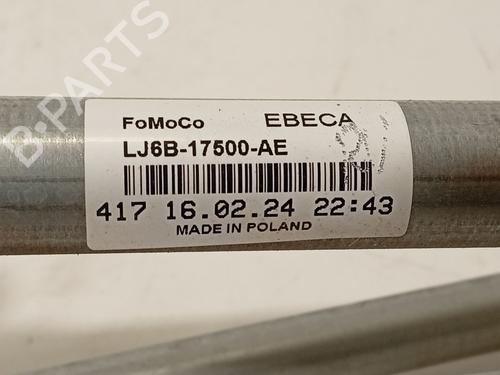 B-PARTS
FoMoCo EBECA
LJ6B-17500-AE
417 16.02.24 22:43
MADE IN POLAND